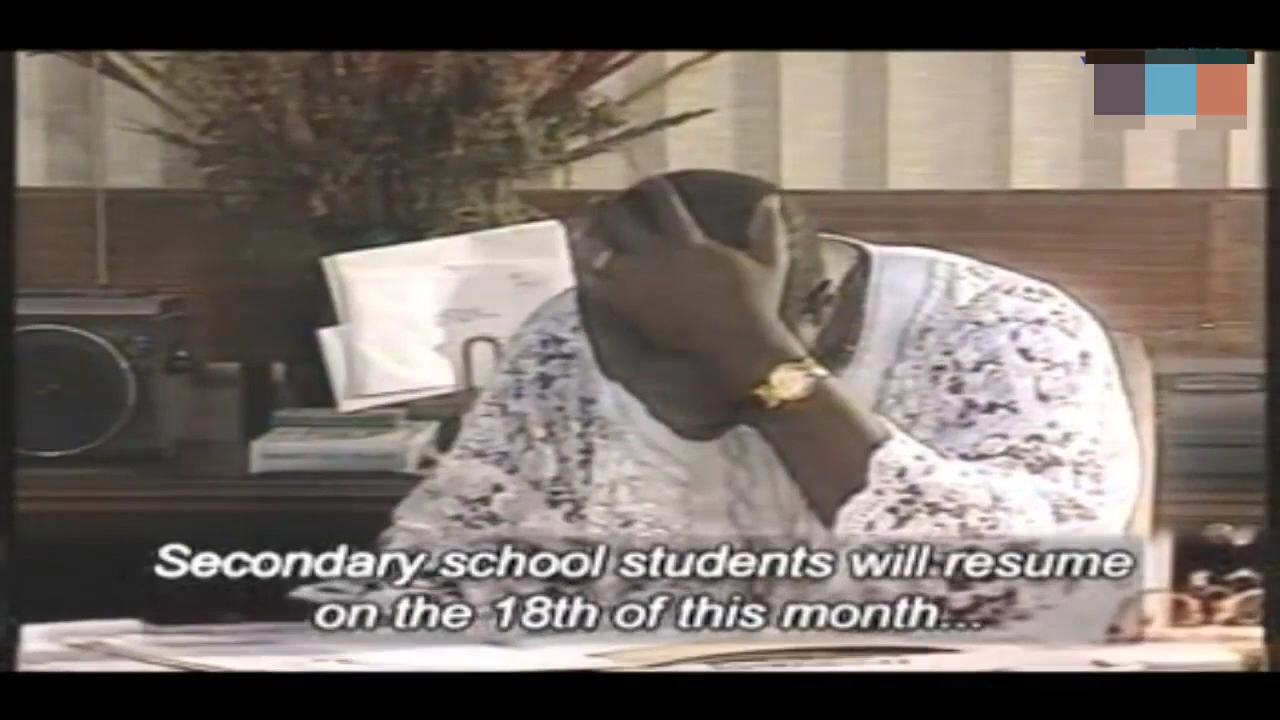 Secondary school students will resume
on the 18th of this month...